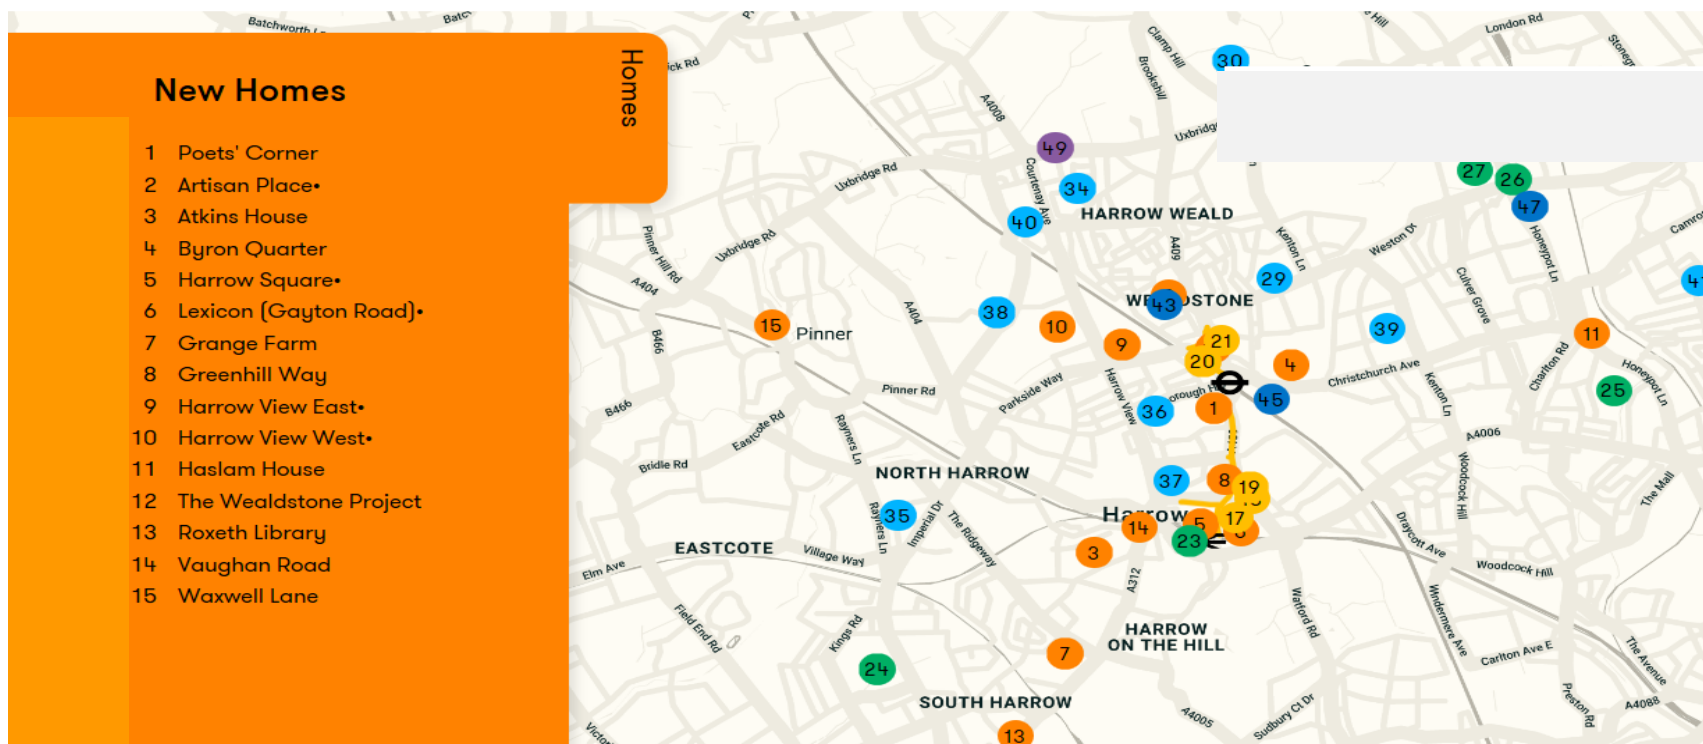 New Homes
Homes
1 Poets' Corner
2 Artisan Place•
3 Atkins House
4 Byron Quarter
5 Harrow Square•
6 Lexicon (Gayton Road)•
7 Grange Farm
8 Greenhill Way
9 Harrow View East•
10 Harrow View West•
11 Haslam House
12 The Wealdstone Project
13 Roxeth Library
14 Vaughan Road
15 Waxwell Lane
London Rd
Clamp Hill
Brookshill
30
A4008
49
Uxbridge Rd
Courtenay Ave
34
40
HARROW WEALD
27
26
47
Pinner Hill Rd
Uxbridge Rd
A409
Kenton Ln
Weston Dr
Honeypot Ln
A404
29
Culver Grove
43
38
10
A404
15
Pinner
B466
9
21
20
39
11
4
Christchurch Ave
Charlton Rd
Honeypot Ln
Pinner Rd
Parkside Way
Harrow View
45
Kenton Ln
25
B466
Eastcote Rd
Rayners Ln
36
1
A4006
Bridle Rd
NORTH HARROW
37
8
19
Woodcock Hill
The Mall
35
Rayners Ln
Imperial Dr
The Ridgeway
Harrow
14
5
17
23
3
EASTCOTE
Village Way
Draycott Ave
Elm Ave
A312
Woodcock Hill
Field End Rd
Kings Rd
Watford Rd
Windermere Ave
HARROW
ON THE HILL
7
24
Carlton Ave E
The Avenue
SOUTH HARROW
13
A4005
Sudbury Ct Dr
Preston Rd
A4088